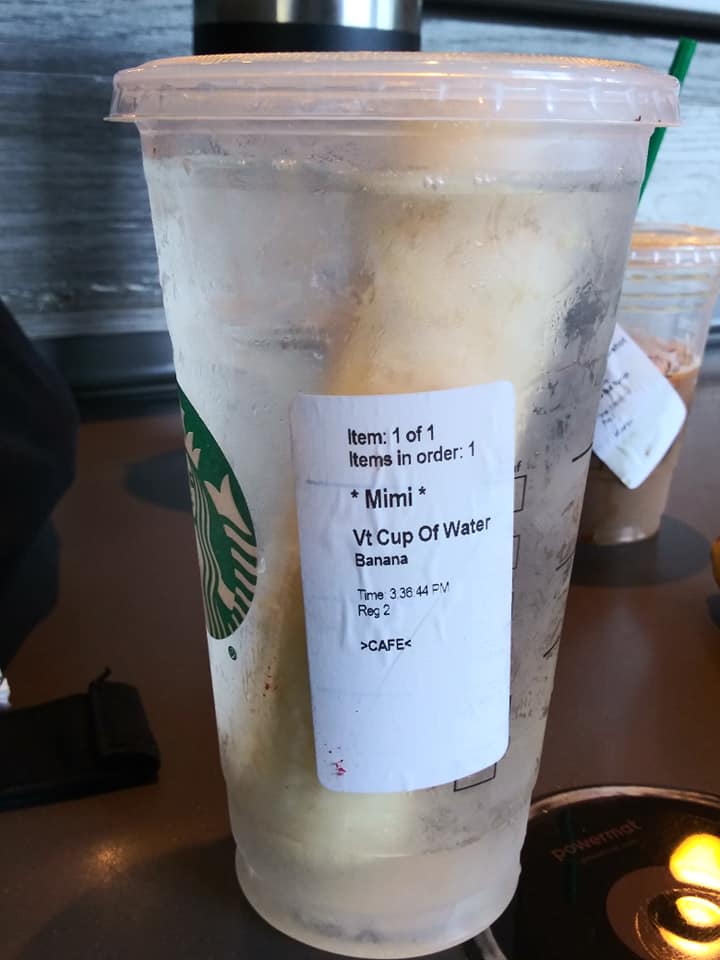 Item: 1 of 1
Items in order: 1
* Mimi *
Vt Cup Of Water
Banana
Time: 3:36:44 PM
Reg 2
>CAFE<
®
powermat